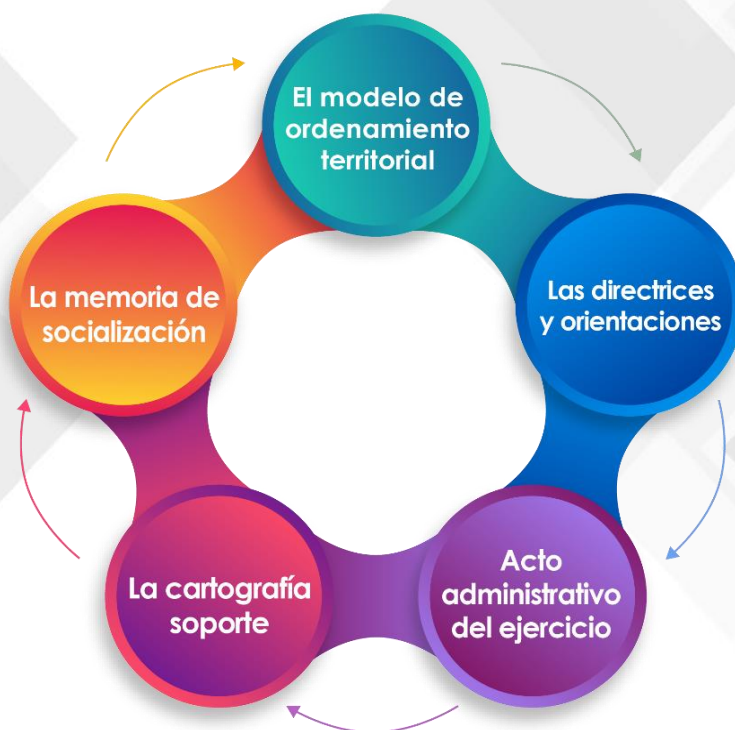 El modelo de
ordenamiento
territorial
Las directrices
y orientaciones
Acto
administrativo
del ejercicio
La cartografía
soporte
La memoria de
socialización